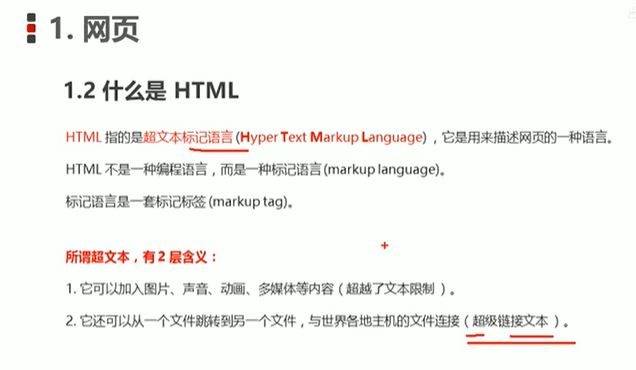 1. 网页
1.2 什么是 HTML
HTML 指的是超文本标记语言 (Hyper Text Markup Language) ，它是用来描述网页的一种语言。
HTML 不是一种编程语言，而是一种标记语言 (markup language)。
标记语言是一套标记标签 (markup tag)。
所谓超文本，有 2 层含义：
1. 它可以加入图片、声音、动画、多媒体等内容（超越了文本限制 ）。
2. 它还可以从一个文件跳转到另一个文件，与世界各地主机的文件连接（ 超级链接文本 ）。